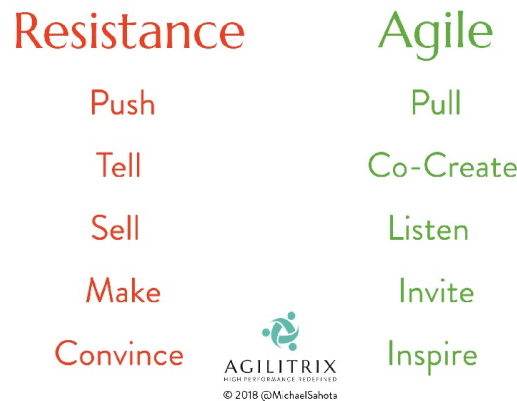 Resistance Agile
Push Pull
Tell Co-Create
Sell Listen
Make Invite
Convince Inspire
AGILITRIX
HIGH PERFORMANCE REDEFINED
© 2018 @MichaelSahota